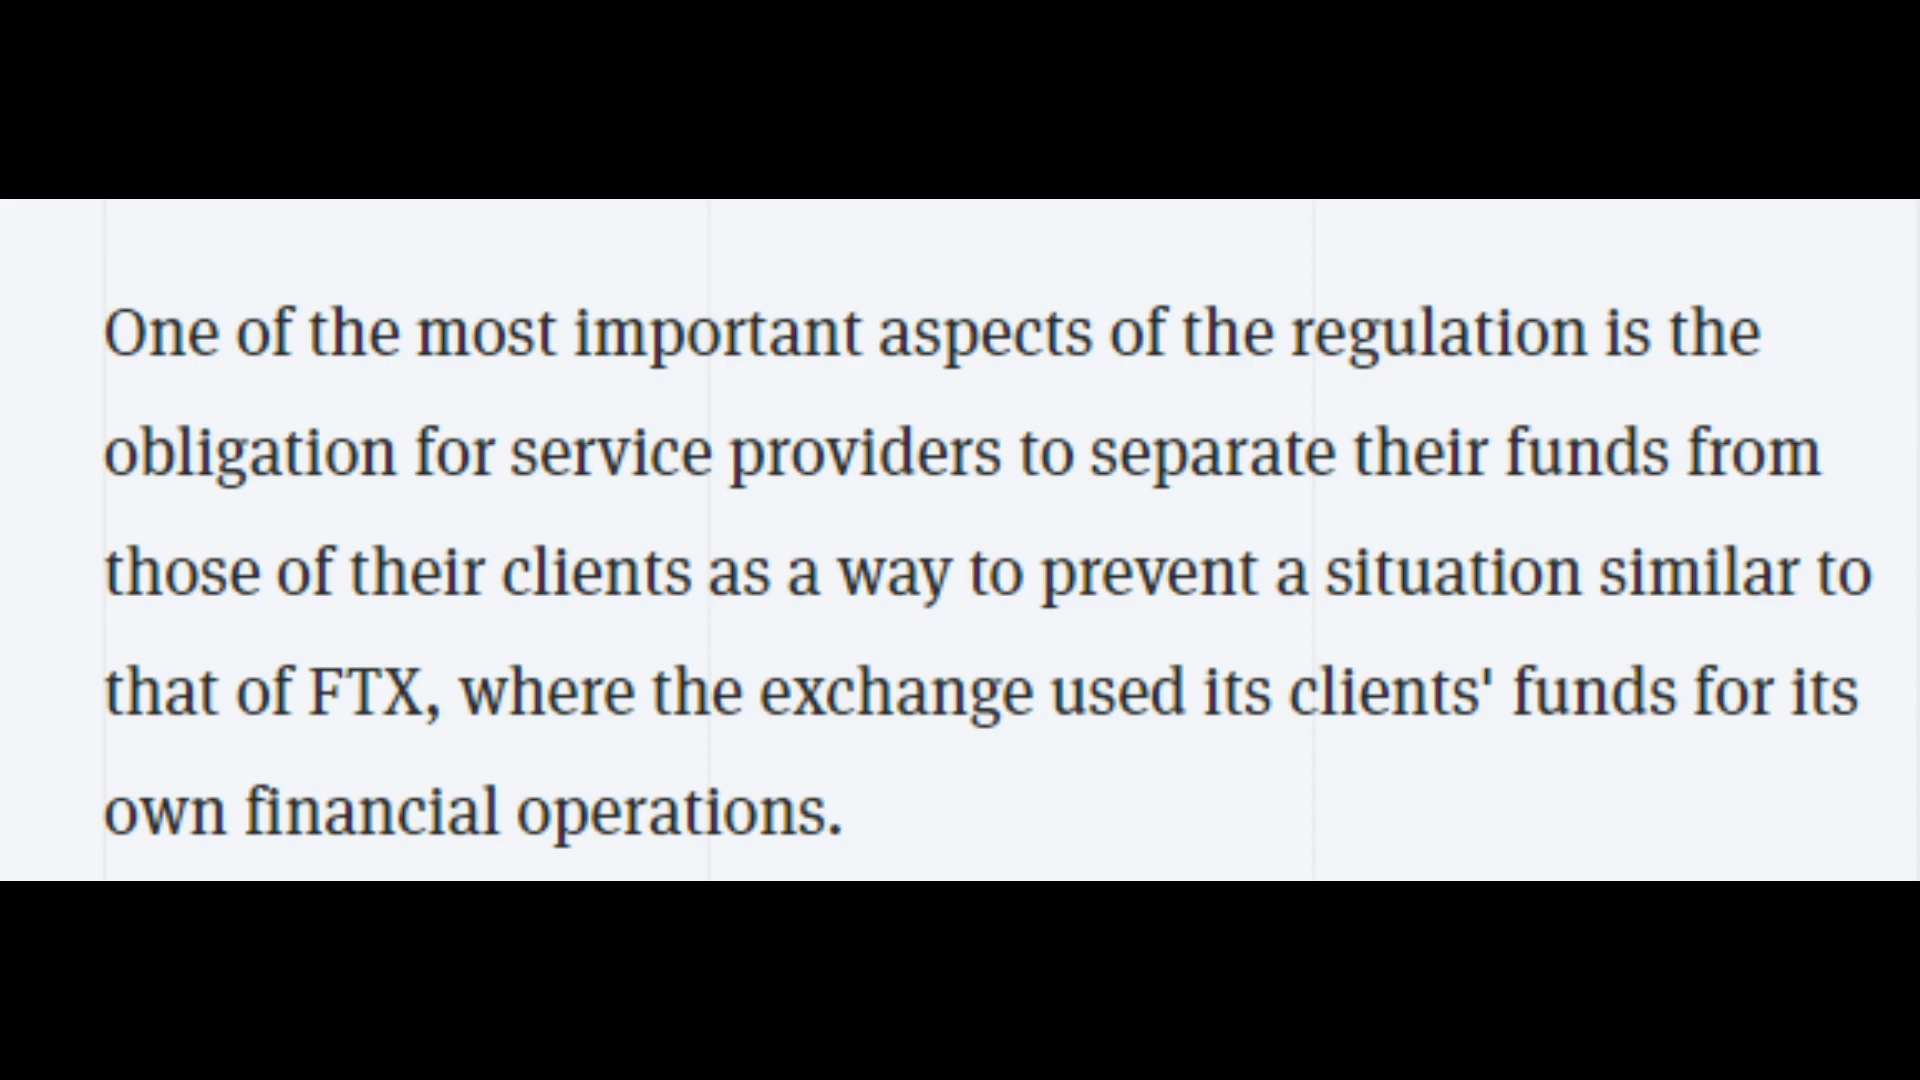 One of the most important aspects of the regulation is the
obligation for service providers to separate their funds from
those of their clients as a way to prevent a situation similar to
that of FTX, where the exchange used its clients' funds for its
own financial operations.